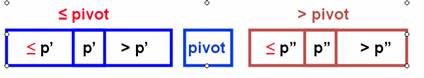 ≤ pivot > pivot
≤ p’ p’ > p’ pivot ≤ p” p” > p”